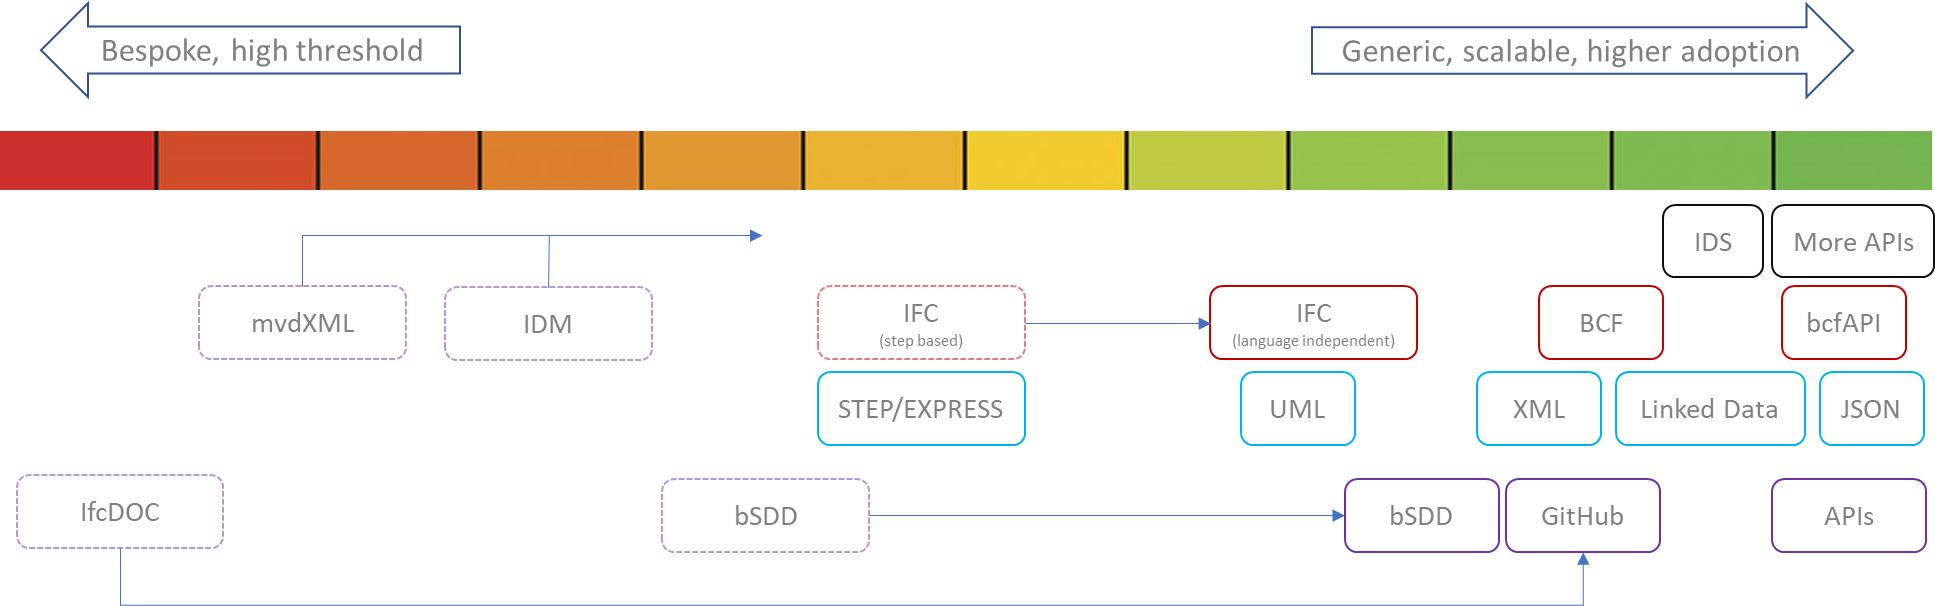 Bespoke, high threshold
Generic, scalable, higher adoption
IDS
More APIs
mvdXML
IDM
IFC
(step based)
IFC
(language independent)
BCF
bcfAPI
STEP/EXPRESS
UML
XML
Linked Data
JSON
IfcDOC
bSDD
bSDD
GitHub
APIs